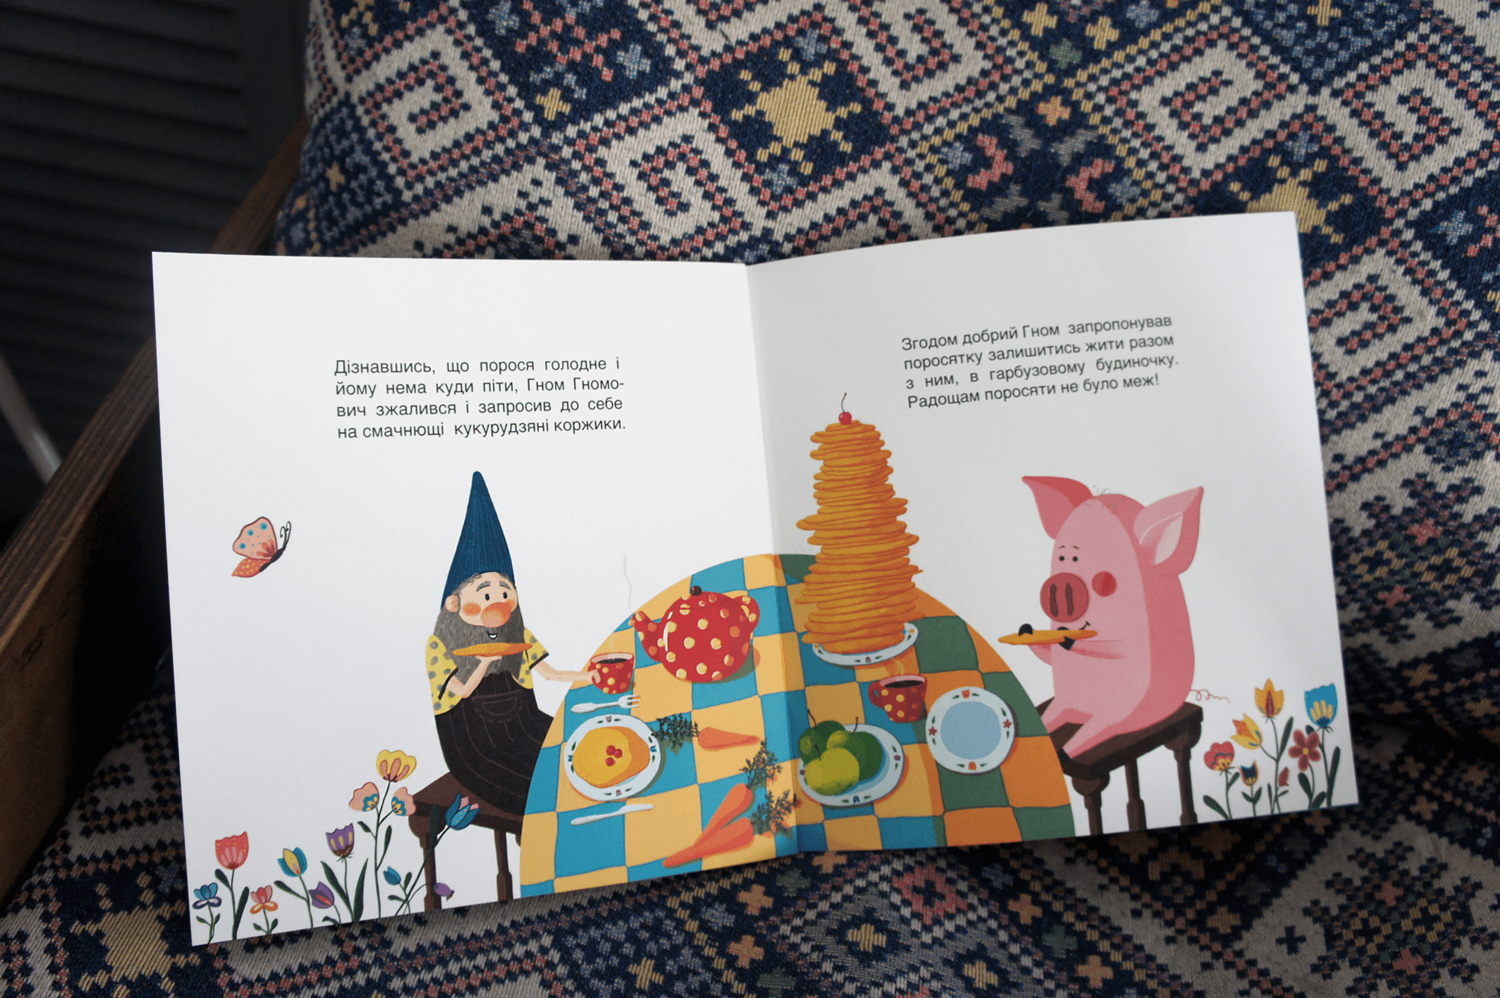 Дізнавшись, що порося голодне і
йому нема куди піти, Гном Гномо-
вич зжалився і запросив до себе
на смачнющі кукурудзяні коржики.
Згодом добрий Гном запропонував
поросятку залишитись жити разом
з ним, в гарбузовому будиночку.
Радощам поросяти не було меж!